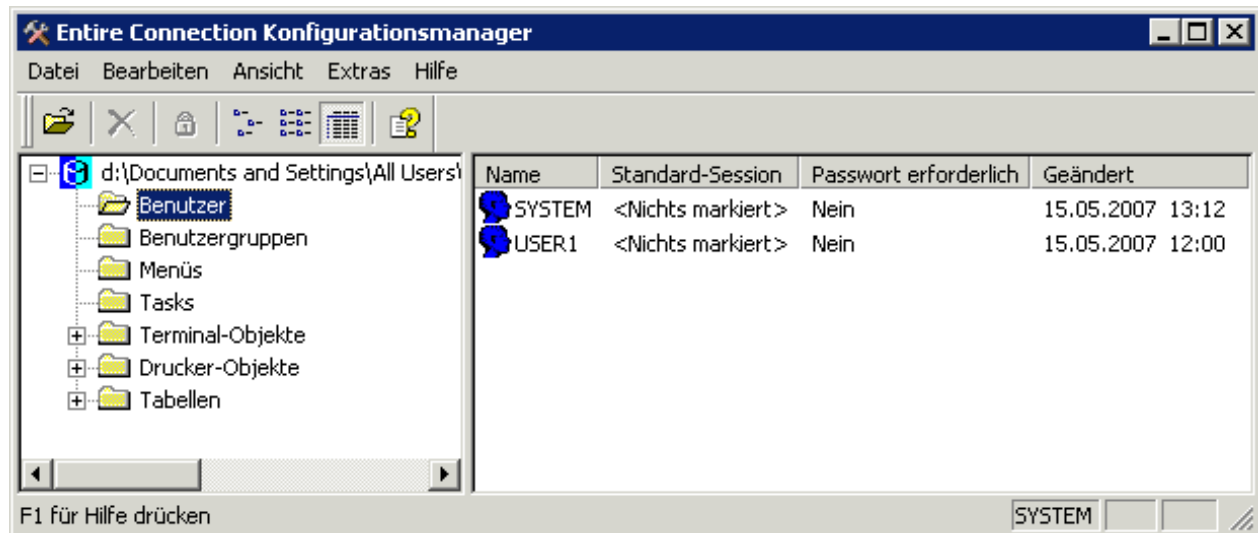 Entire Connection Konfigurationsmanager
Datei Bearbeiten Ansicht Extras Hilfe
d:\Documents and Settings\All Users\
Benutzer
Benutzergruppen
Menüs
Tasks
Terminal-Objekte
Drucker-Objekte
Tabellen
Name Standard-Session Passwort erforderlich Geändert
SYSTEM <Nichts markiert> Nein 15.05.2007 13:12
USER1 <Nichts markiert> Nein 15.05.2007 12:00
F1 für Hilfe drücken SYSTEM